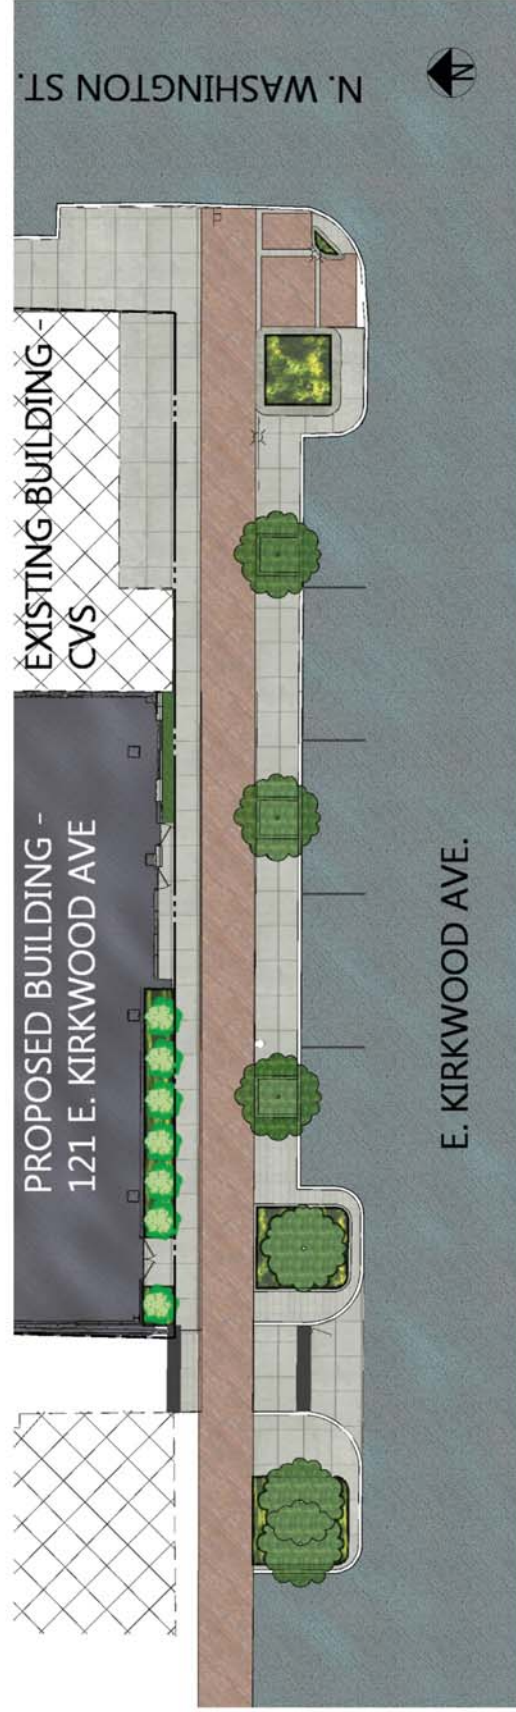 N. WASHINGTON ST.
N
EXISTING BUILDING -
CVS
PROPOSED BUILDING -
121 E. KIRKWOOD AVE
E. KIRKWOOD AVE.